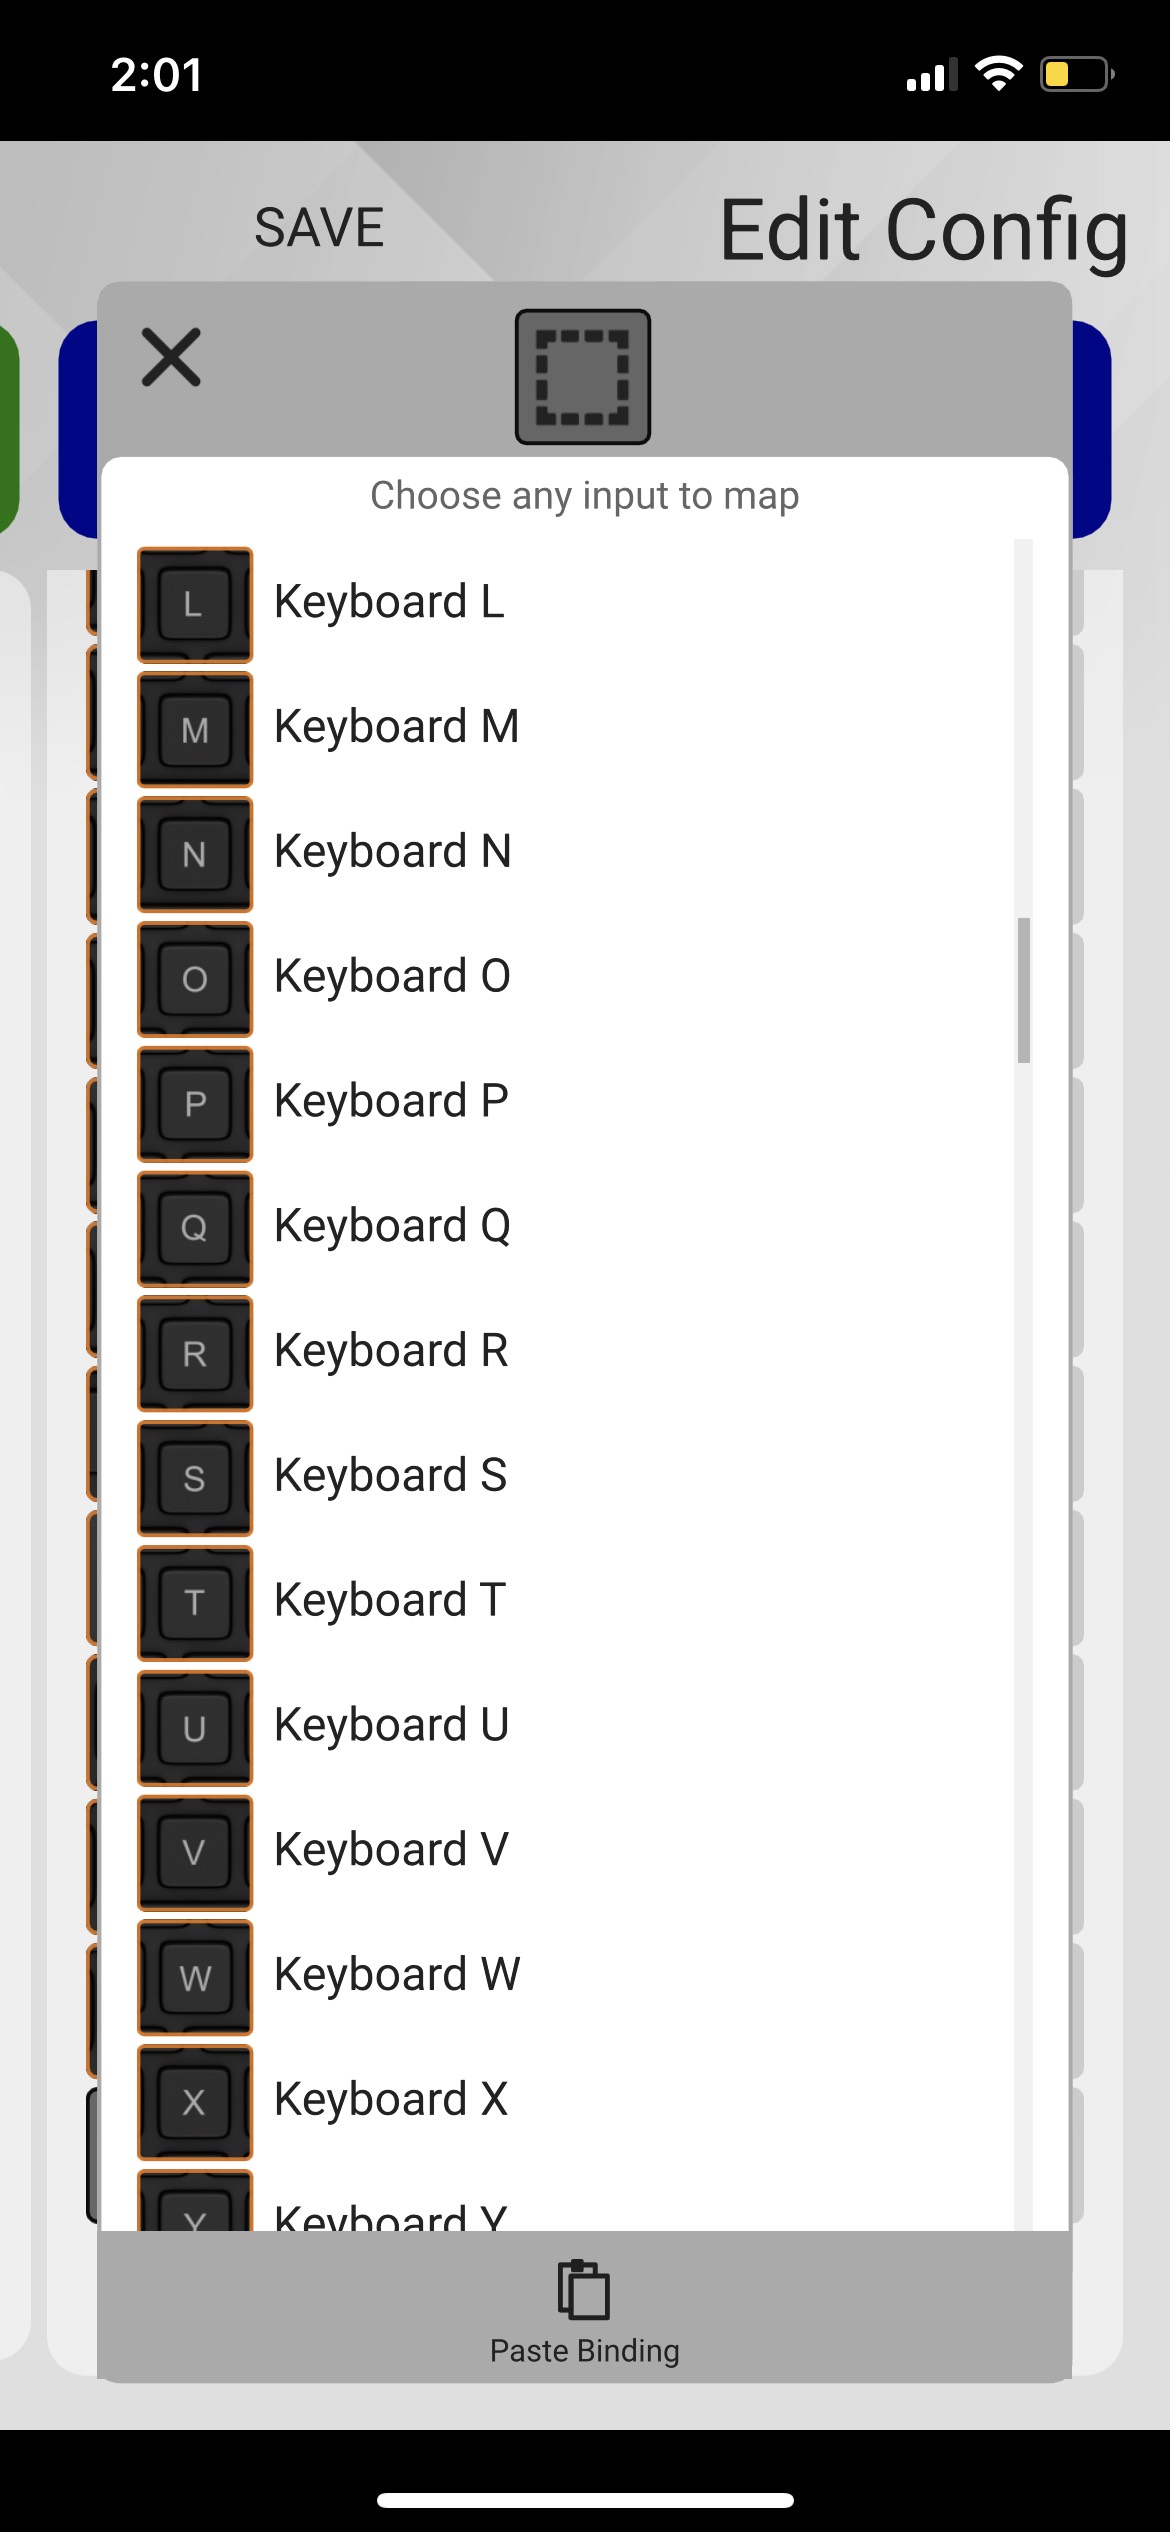 2:01
SAVE
Edit Config
Choose any input to map
L Keyboard L
M Keyboard M
N Keyboard N
O Keyboard O
P Keyboard P
Q Keyboard Q
R Keyboard R
S Keyboard S
T Keyboard T
U Keyboard U
V Keyboard V
W Keyboard W
X Keyboard X
Y Keyboard Y
Paste Binding